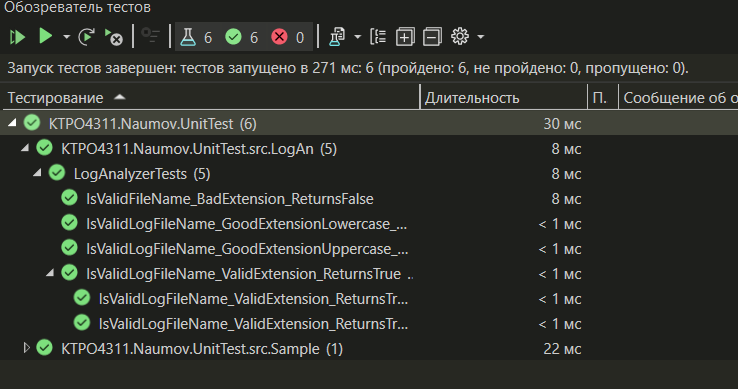 Обозреватель тестов
6 6 0
Запуск тестов завершен: тестов запущено в 271 мс: 6 (пройдено: 6, не пройдено: 0, пропущено: 0).
Тестирование Длительность П. Сообщение об о
KTPO4311.Naumov.UnitTest (6) 30 мс
KTPO4311.Naumov.UnitTest.src.LogAn (5) 8 мс
LogAnalyzerTests (5) 8 мс
IsValidFileName_BadExtension_ReturnsFalse 8 мс
IsValidLogFileName_GoodExtensionLowercase_... < 1 мс
IsValidLogFileName_GoodExtensionUppercase_... < 1 мс
IsValidLogFileName_ValidExtension_ReturnsTrue .. < 1 мс
IsValidLogFileName_ValidExtension_ReturnsTr... < 1 мс
IsValidLogFileName_ValidExtension_ReturnsTr... < 1 мс
KTPO4311.Naumov.UnitTest.src.Sample (1) 22 мс